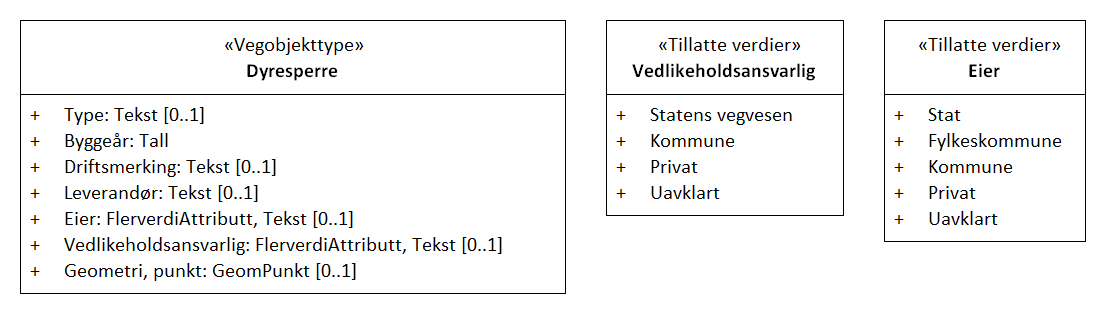 «Vegobjekttype»
Dyresperre
+ Type: Tekst [0..1]
+ Byggeår: Tall
+ Driftsmerking: Tekst [0..1]
+ Leverandør: Tekst [0..1]
+ Eier: FlerverdiAttributt, Tekst [0..1]
+ Vedlikeholdsansvarlig: FlerverdiAttributt, Tekst [0..1]
+ Geometri, punkt: GeomPunkt [0..1]
«Tillatte verdier»
Vedlikeholdsansvarlig
+ Statens vegvesen
+ Kommune
+ Privat
+ Uavklart
«Tillatte verdier»
Eier
+ Stat
+ Fylkeskommune
+ Kommune
+ Privat
+ Uavklart